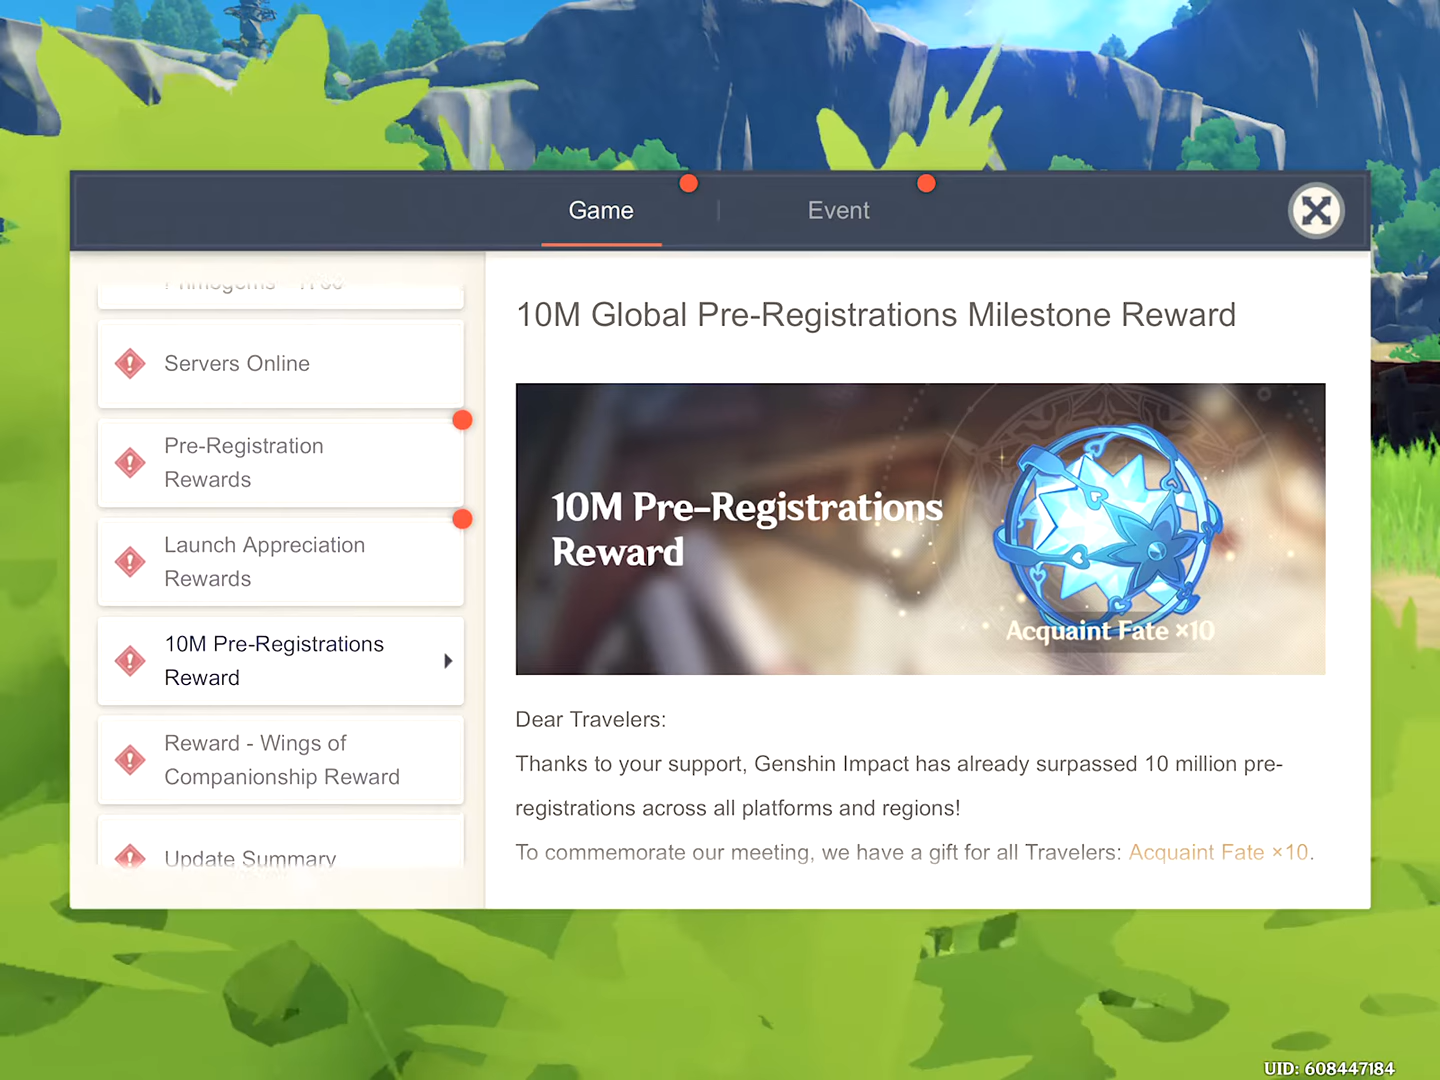 Game
Event
Servers Online
Pre-Registration
Rewards
Launch Appreciation
Rewards
10M Pre-Registrations
Reward
Reward - Wings of
Companionship Reward
Update Summary
10M Global Pre-Registrations Milestone Reward
10M Pre-Registrations
Reward
Acquaint Fate ×10
Dear Travelers:
Thanks to your support, Genshin Impact has already surpassed 10 million pre-
registrations across all platforms and regions!
To commemorate our meeting, we have a gift for all Travelers: Acquaint Fate ×10.
UID: 608447184